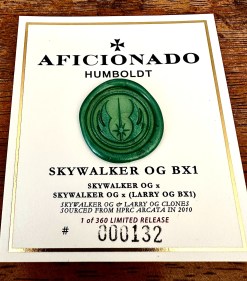 AFICIONADO
HUMBOLDT
SKYWALKER OG BX1
SKYWALKER OG x
SKYWALKER OG x (LARRY OG BX1)
SKYWALKER OG & LARRY OG CLONES
SOURCED FROM HPRC ARCATA IN 2010
1 of 360 LIMITED RELEASE
# 000132